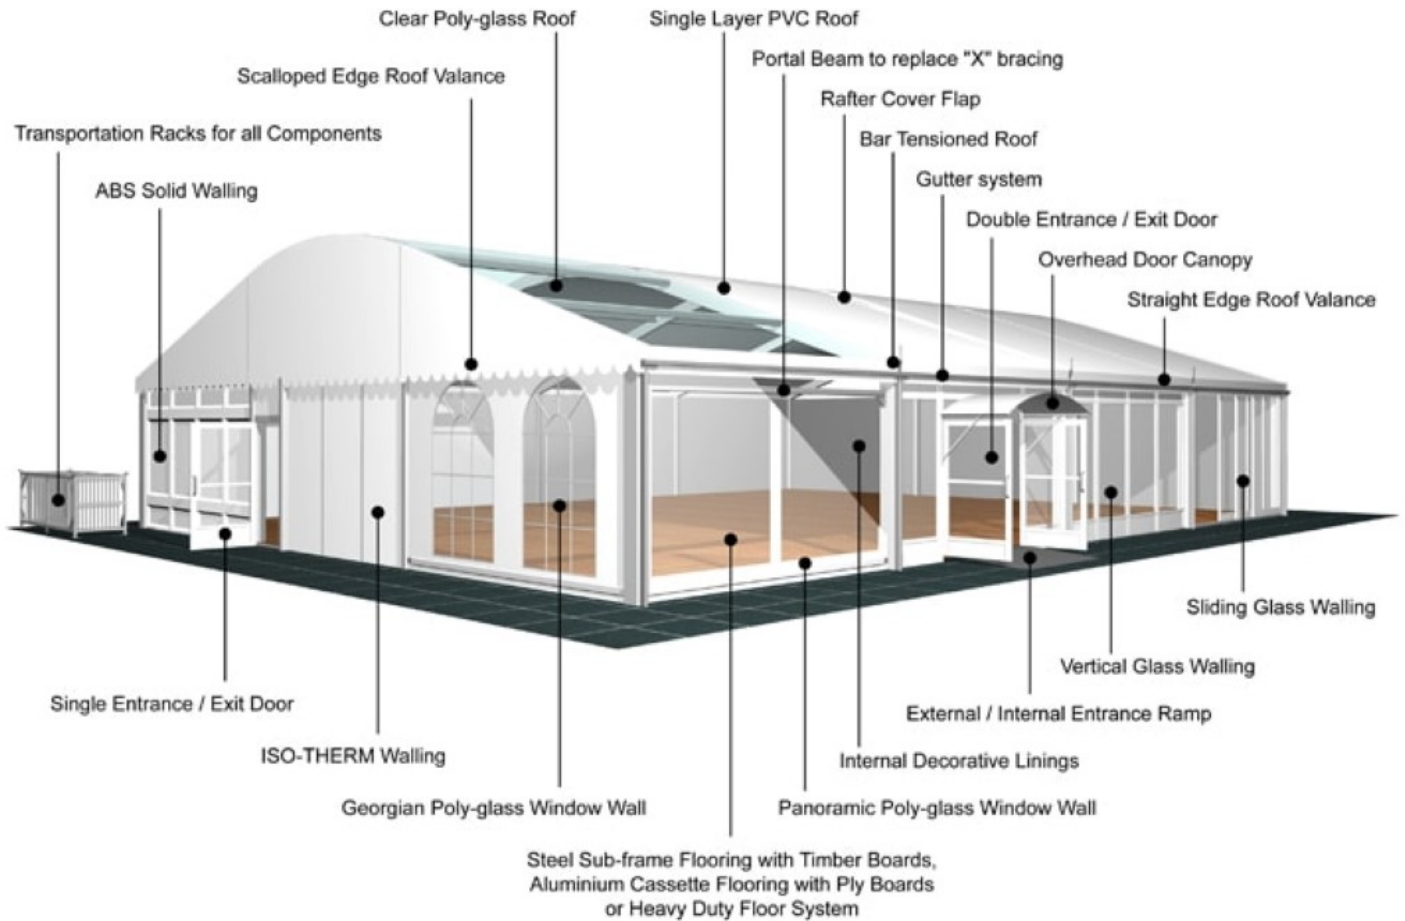 Clear Poly-glass Roof
Single Layer PVC Roof
Portal Beam to replace "X" bracing
Scalloped Edge Roof Valance
Rafter Cover Flap
Transportation Racks for all Components
Bar Tensioned Roof
Gutter system
ABS Solid Walling
Double Entrance / Exit Door
Overhead Door Canopy
Straight Edge Roof Valance
Sliding Glass Walling
Vertical Glass Walling
Single Entrance / Exit Door
External / Internal Entrance Ramp
ISO-THERM Walling
Internal Decorative Linings
Georgian Poly-glass Window Wall
Panoramic Poly-glass Window Wall
Steel Sub-frame Flooring with Timber Boards,
Aluminium Cassette Flooring with Ply Boards
or Heavy Duty Floor System